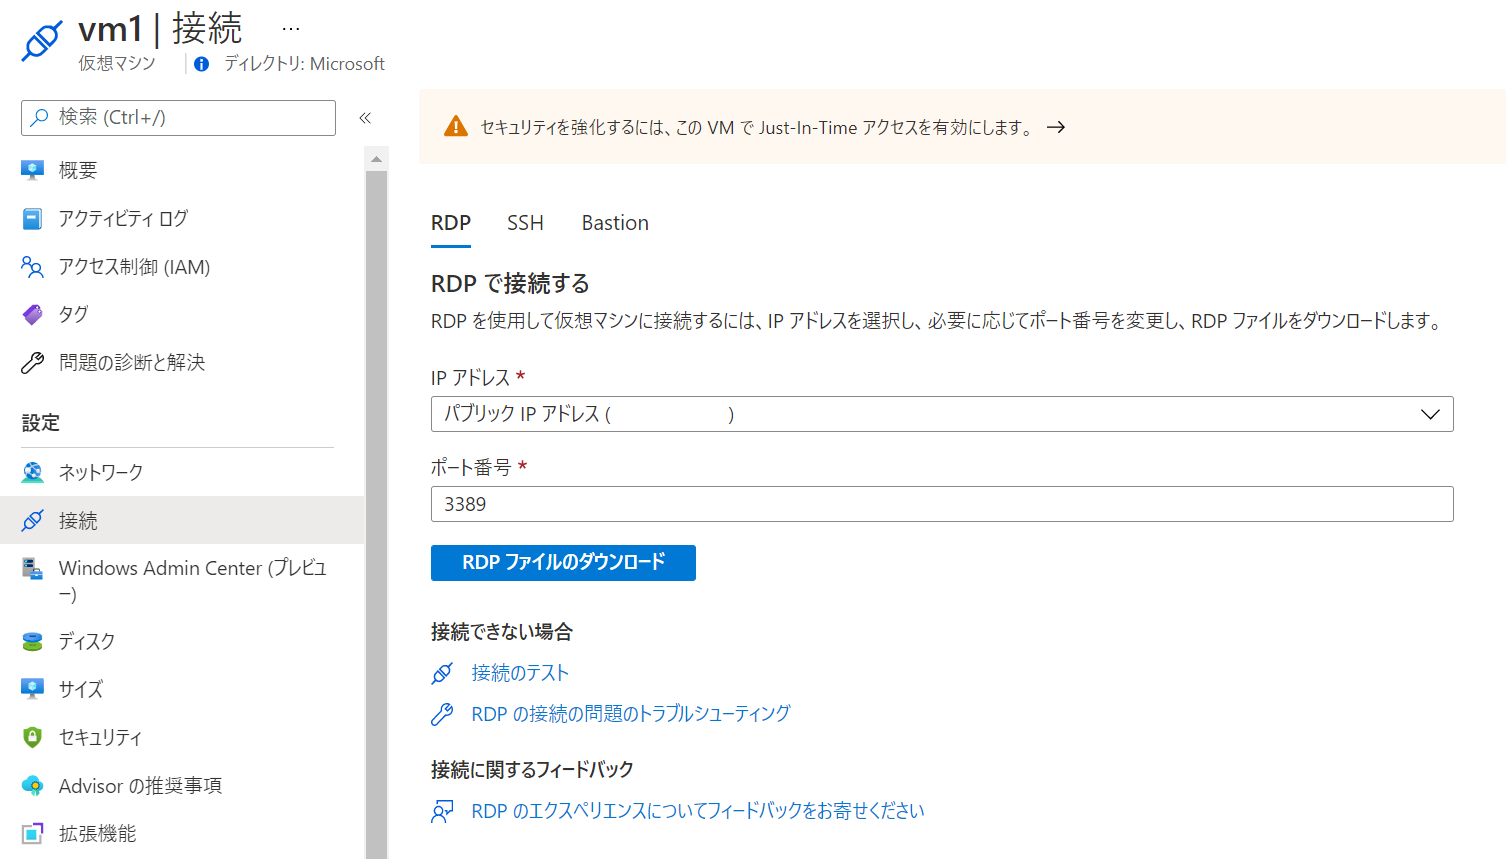 vm1 | 接続 …
仮想マシン
ディレクトリ: Microsoft
検索 (Ctrl+/)
«
概要
アクティビティ ログ
アクセス制御 (IAM)
タグ
問題の診断と解決
設定
ネットワーク
接続
Windows Admin Center (プレビュ
ー)
ディスク
サイズ
セキュリティ
Advisor の推奨事項
拡張機能
セキュリティを強化するには、この VM で Just-In-Time アクセスを有効にします。 →
RDP SSH Bastion
RDP で接続する
RDP を使用して仮想マシンに接続するには、IP アドレスを選択し、必要に応じてポート番号を変更し、RDP ファイルをダウンロードします。
IP アドレス *
パブリック IP アドレス ( )
ポート番号 *
3389
RDP ファイルのダウンロード
接続できない場合
接続のテスト
RDP の接続の問題のトラブルシューティング
接続に関するフィードバック
RDP のエクスペリエンスについてフィードバックをお寄せください